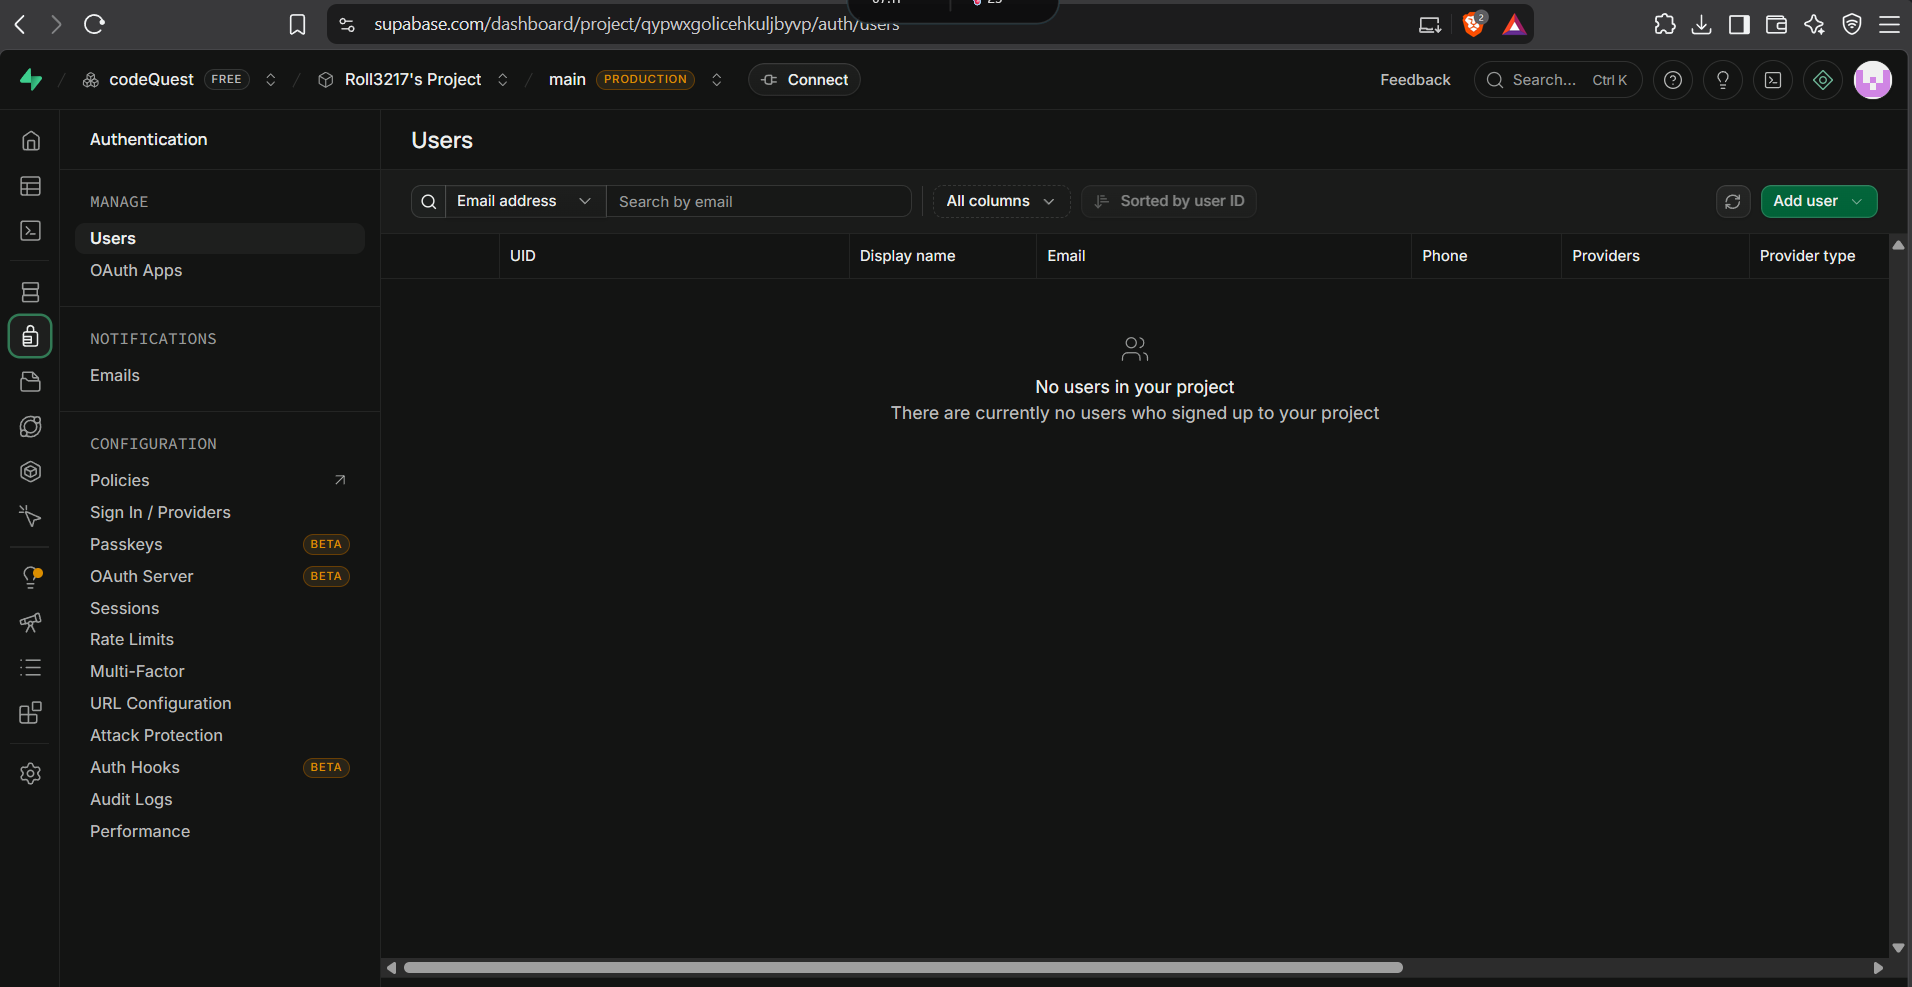 supabase.com/dashboard/project/qypwxgolicehkuljbyvp/auth/users
2
codeQuest FREE Roll3217's Project main PRODUCTION Connect Feedback Search... Ctrl K
Authentication
Users
MANAGE
Users
OAuth Apps
NOTIFICATIONS
Emails
CONFIGURATION
Policies
Sign In / Providers
Passkeys BETA
OAuth Server BETA
Sessions
Rate Limits
Multi-Factor
URL Configuration
Attack Protection
Auth Hooks BETA
Audit Logs
Performance
Email address Search by email All columns Sorted by user ID Add user
UID Display name Email Phone Providers Provider type
No users in your project
There are currently no users who signed up to your project